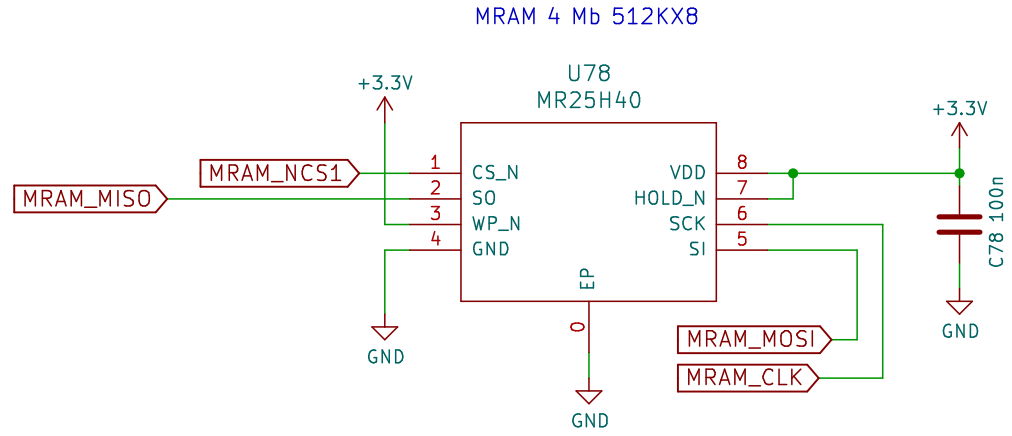 MRAM 4 Mb 512KX8
U78
MR25H40
+3.3V
+3.3V
MRAM_NCS1
1
CS_N
VDD
8
MRAM_MISO
2
SO
HOLD_N
7
3
WP_N
SCK
6
4
GND
SI
5
C78 100n
EP
0
GND
GND
MRAM_MOSI
MRAM_CLK
GND